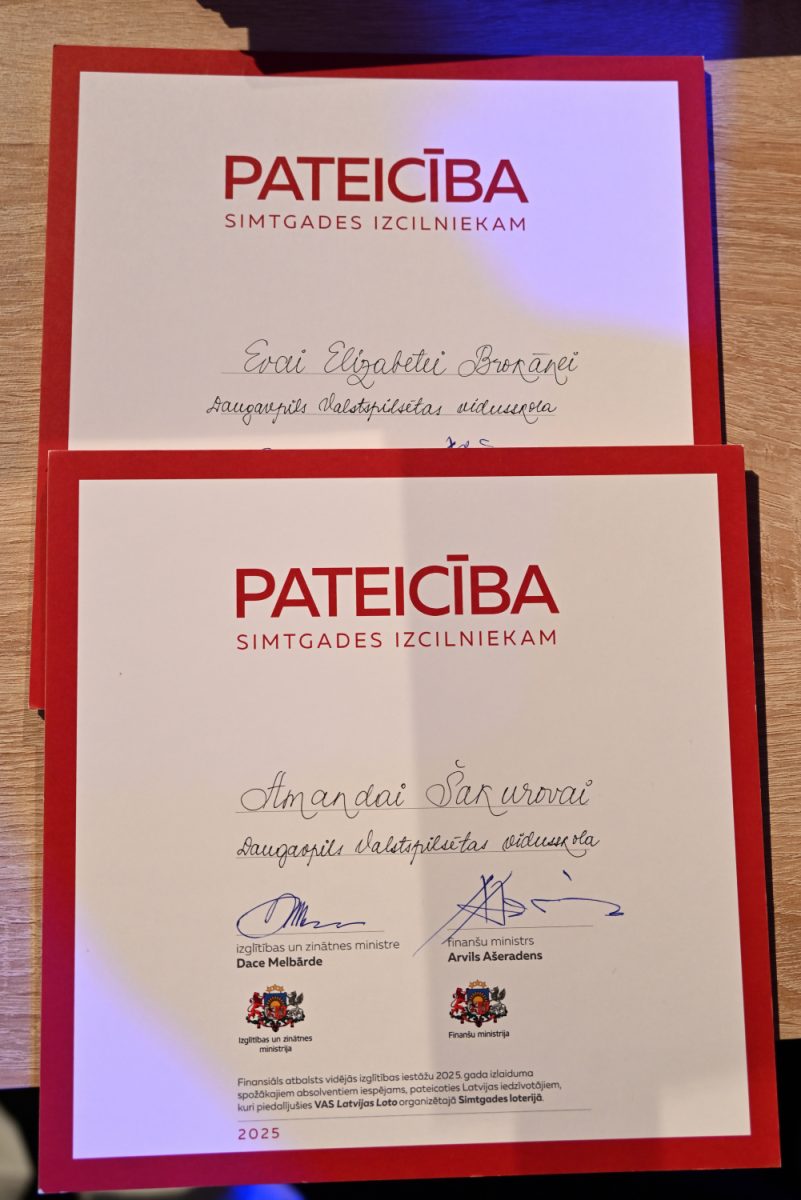 PATEICĪBA
SIMTGADES IZCILNIEKAM
Evai Elizabetei Brokānei
Daugavpils Valstspilsētas vidusskola
PATEICĪBA
SIMTGADES IZCILNIEKAM
Amandai Šakurovai
Daugavpils Valstspilsētas vidusskola
izglītības un zinātnes ministre
Dace Melbārde
finanšu ministrs
Arvils Ašeradens
Izglītības un zinātnes
ministrija
Finanšu ministrija
Finansiāls atbalsts vidējās izglītības iestāžu 2025. gada izlaiduma
spožākajiem absolventiem iespējams, pateicoties Latvijas iedzīvotājiem,
kuri piedalījušies VAS Latvijas Loto organizētajā Simtgades loterijā.
2025